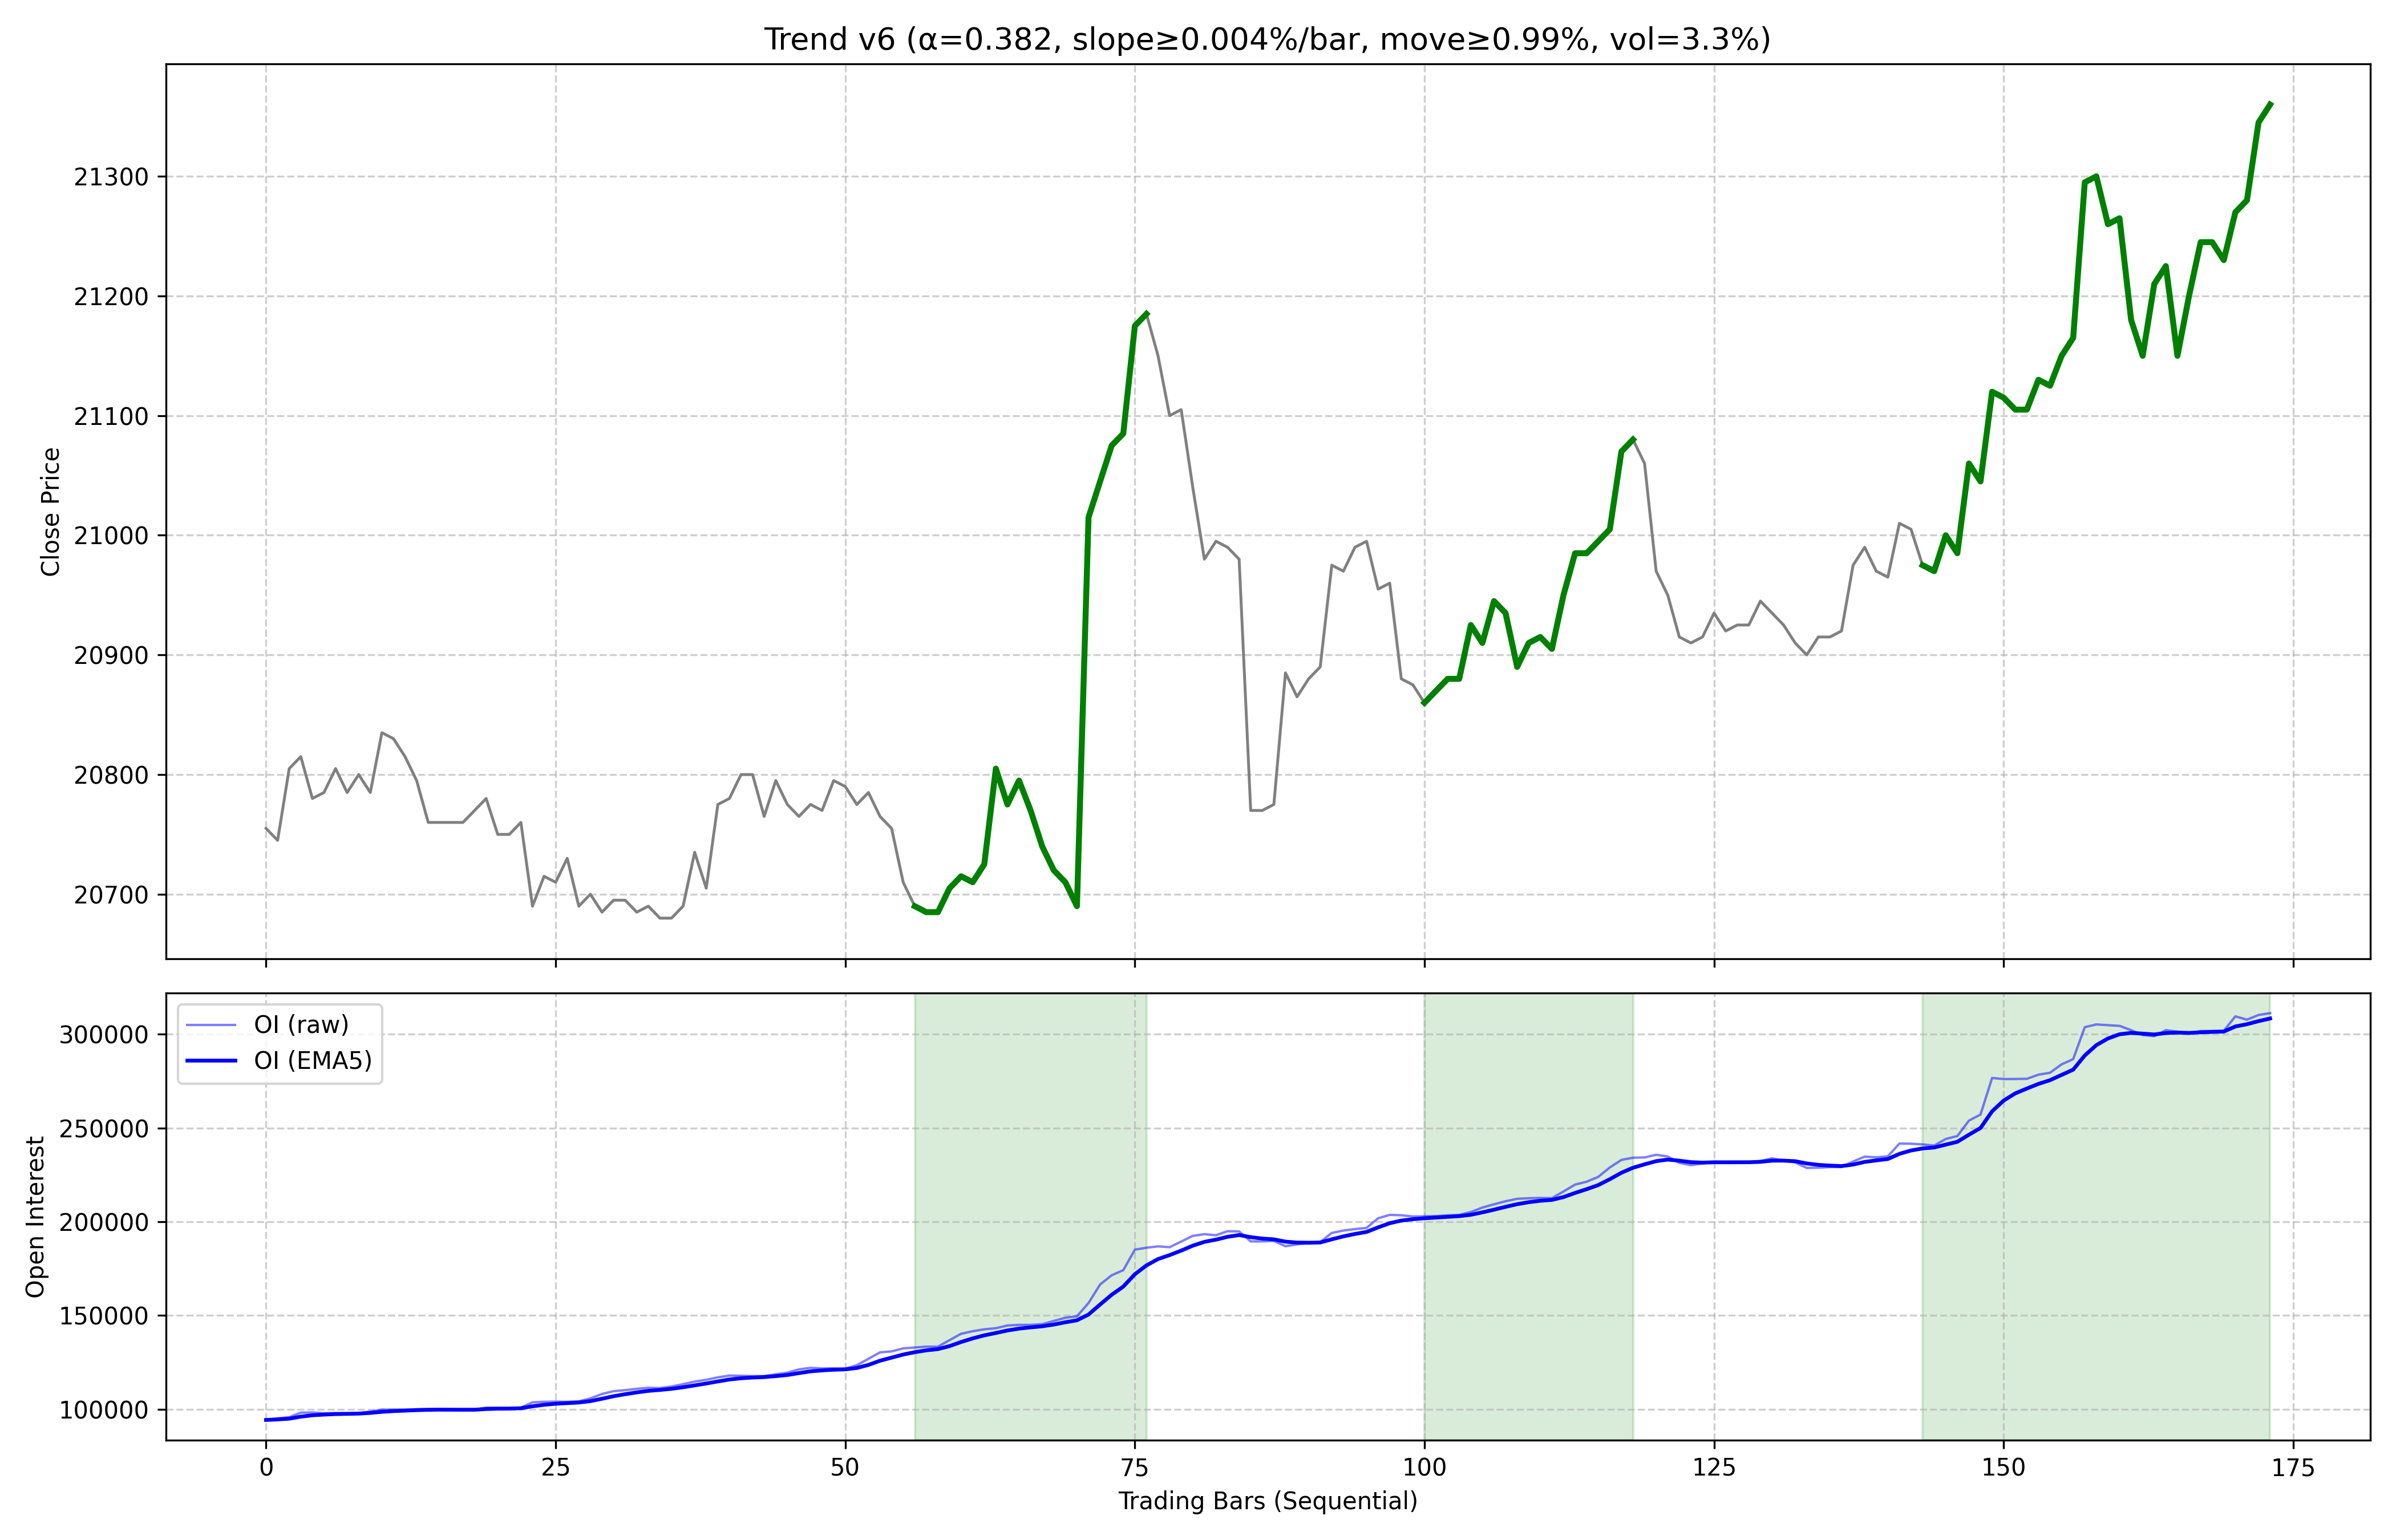 Trend v6 (α=0.382, slope≥0.004%/bar, move≥0.99%, vol=3.3%)
Close Price
21300
21200
21100
21000
20900
20800
20700
OI (raw)
OI (EMA5)
Open Interest
300000
250000
200000
150000
100000
0 25 50 75 100 125 150 175
Trading Bars (Sequential)